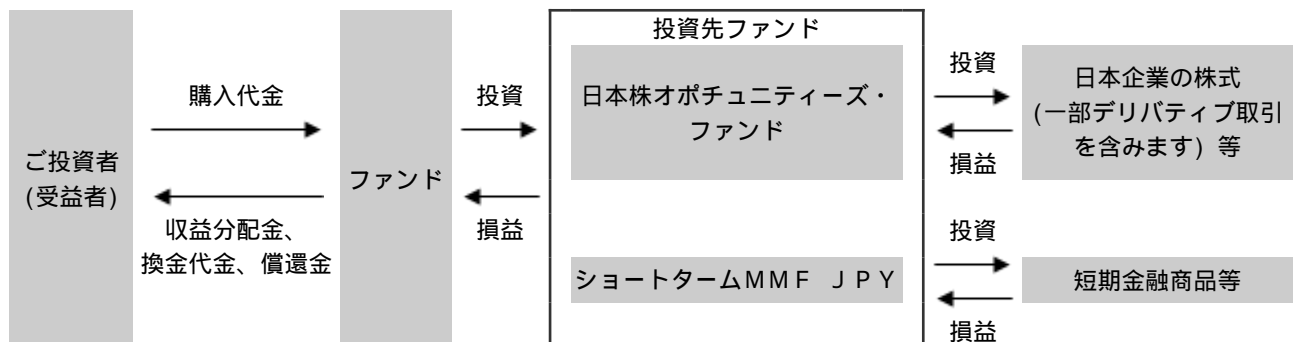 ご投資者
(受益者)
購入代金
収益分配金、
換金代金、償還金
ファンド
投資
損益
投資先ファンド
日本株オポチュニティーズ・
ファンド
ショートタームMMF JPY
投資
損益
日本企業の株式
(一部デリバティブ取引
を含みます) 等
投資
損益
短期金融商品等